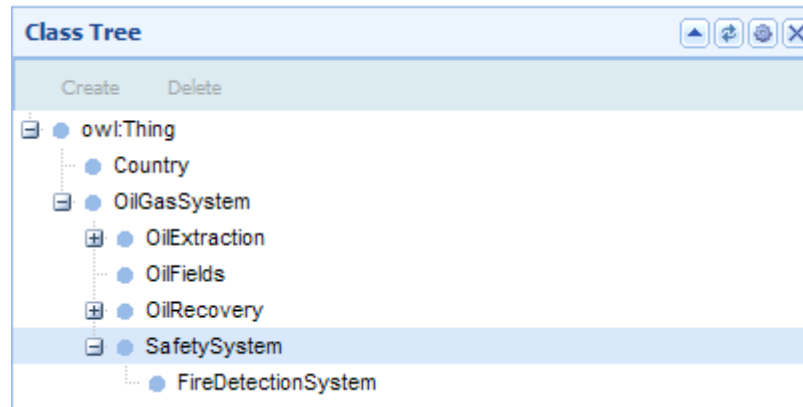 Class Tree
Create Delete
owl:Thing
Country
OilGasSystem
OilExtraction
OilFields
OilRecovery
SafetySystem
FireDetectionSystem